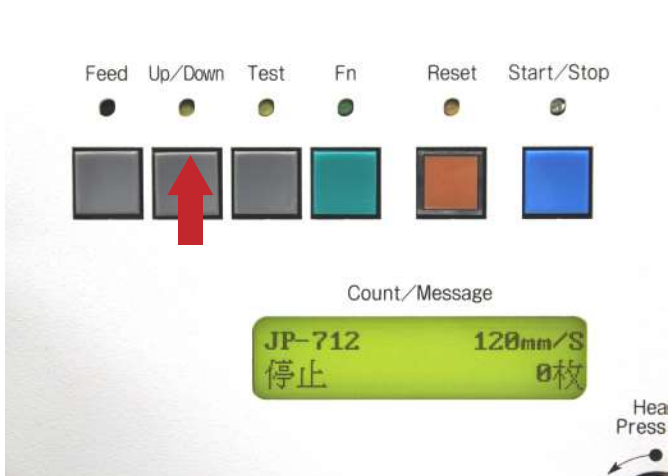 Feed Up/Down Test Fn Reset Start/Stop
Count/Message
JP-712 120mm/S
停止 0枚
Hea
Press